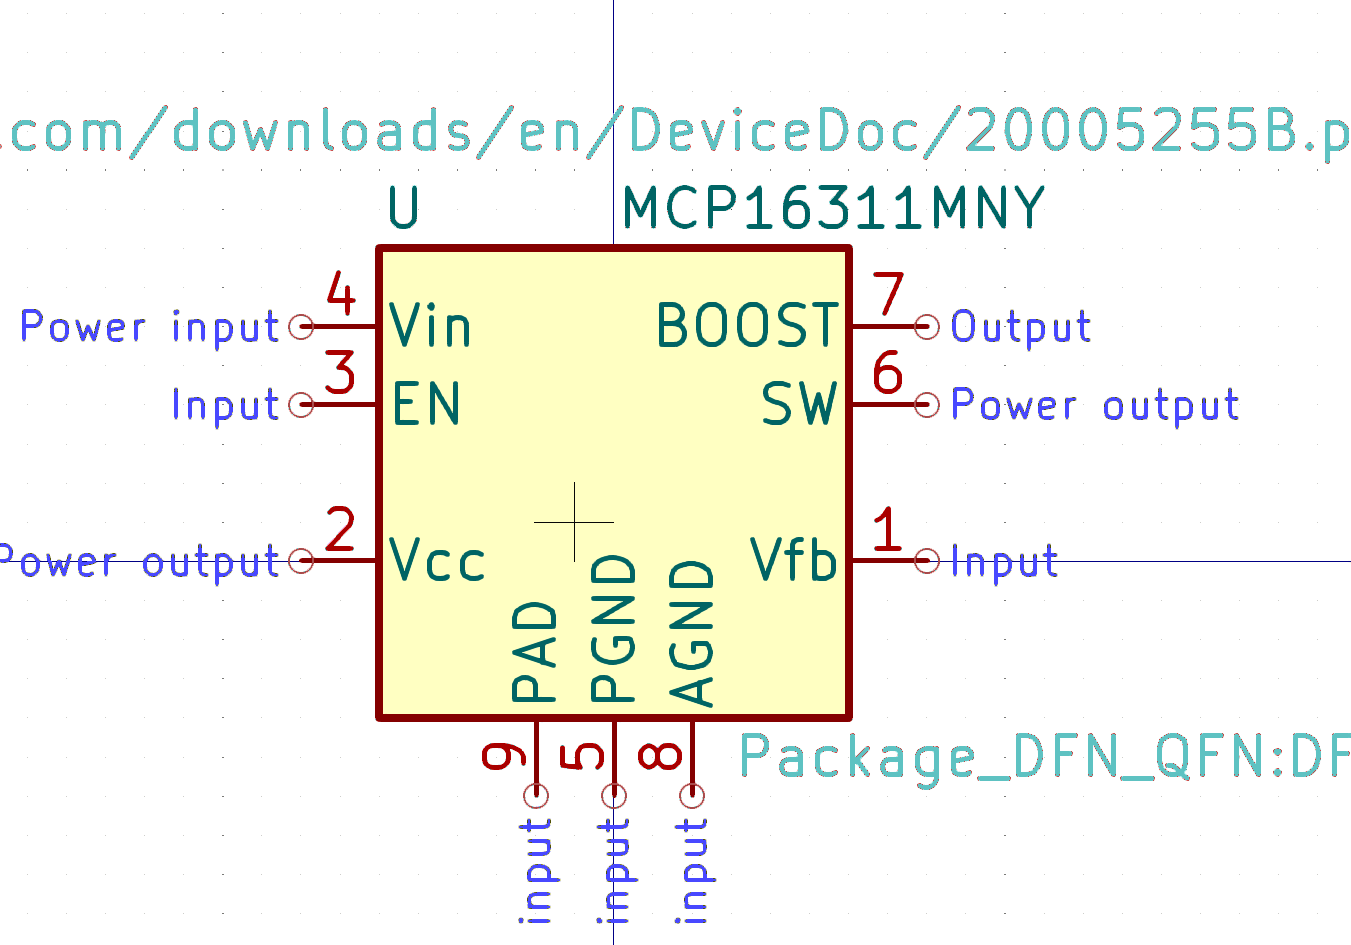 .com/downloads/en/DeviceDoc/20005255B.p
U MCP16311MNY
4 7
Power input Vin BOOST Output
3 6
Input EN SW Power output
2 1
Power output Vcc Vfb Input
PAD PGND AGND
9 5 8
Package_DFN_QFN:DF
input input input